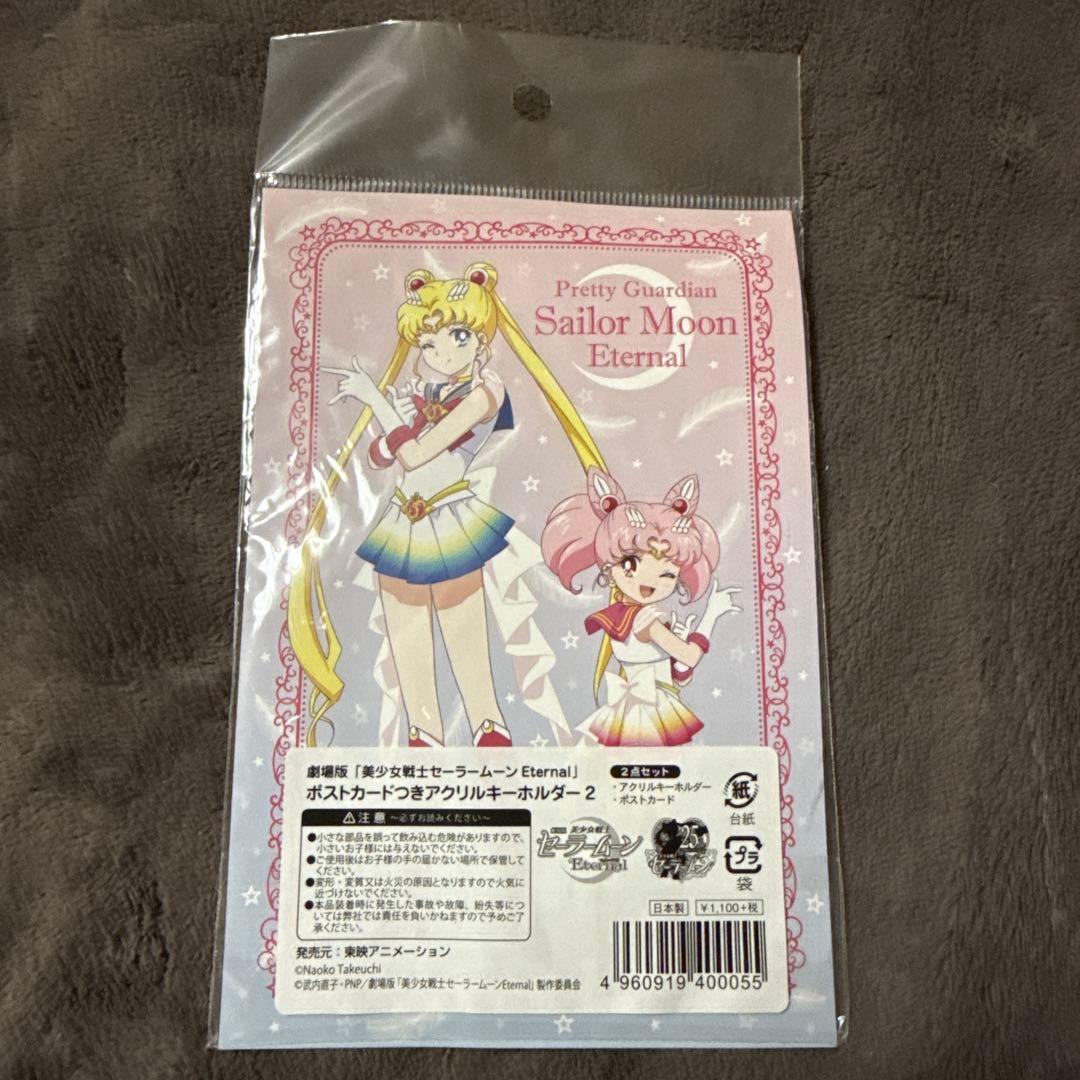 Pretty Guardian
Sailor Moon
Eternal
劇場版「美少女戦士セーラームーン Eternal」
ポストカードつきアクリルキーホルダー 2
2点セット
・アクリルキーホルダー
・ポストカード
紙
台紙
プラ
袋
⚠注意 〜必ずお読みください〜
●小さな部品を誤って飲み込む危険がありますので、
小さいお子様には与えないでください。
●ご使用後はお子様の手の届かない場所で保管して
ください。
●変形・変質又は火災の原因となりますので火気に
近づけないでください。
●本品装着時に発生した事故や故障、紛失等につ
いては弊社では責任を負いかねますので予めご了
承ください。
劇場版 美少女戦士
セーラームーン
Eternal
25th
セーラームーン
日本製
¥1,100+税
発売元：東映アニメーション
©Naoko Takeuchi
©武内直子・PNP／劇場版「美少女戦士セーラームーンEternal」製作委員会
4 960919 400055